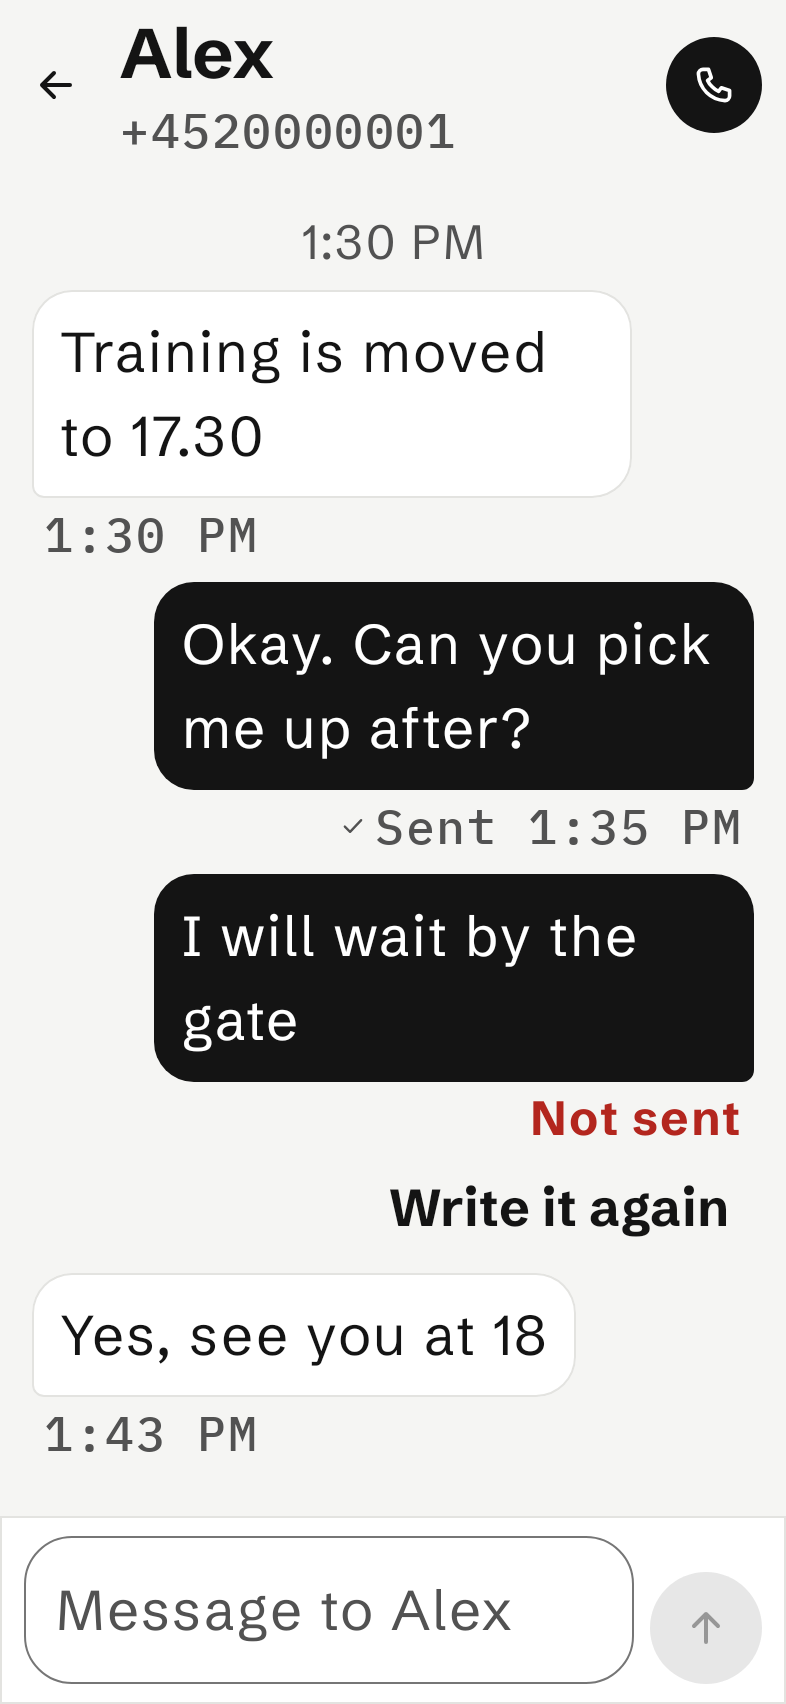 Alex
+4520000001
1:30 PM
Training is moved
to 17.30
1:30 PM
Okay. Can you pick
me up after?
Sent 1:35 PM
I will wait by the
gate
Not sent
Write it again
Yes, see you at 18
1:43 PM
Message to Alex